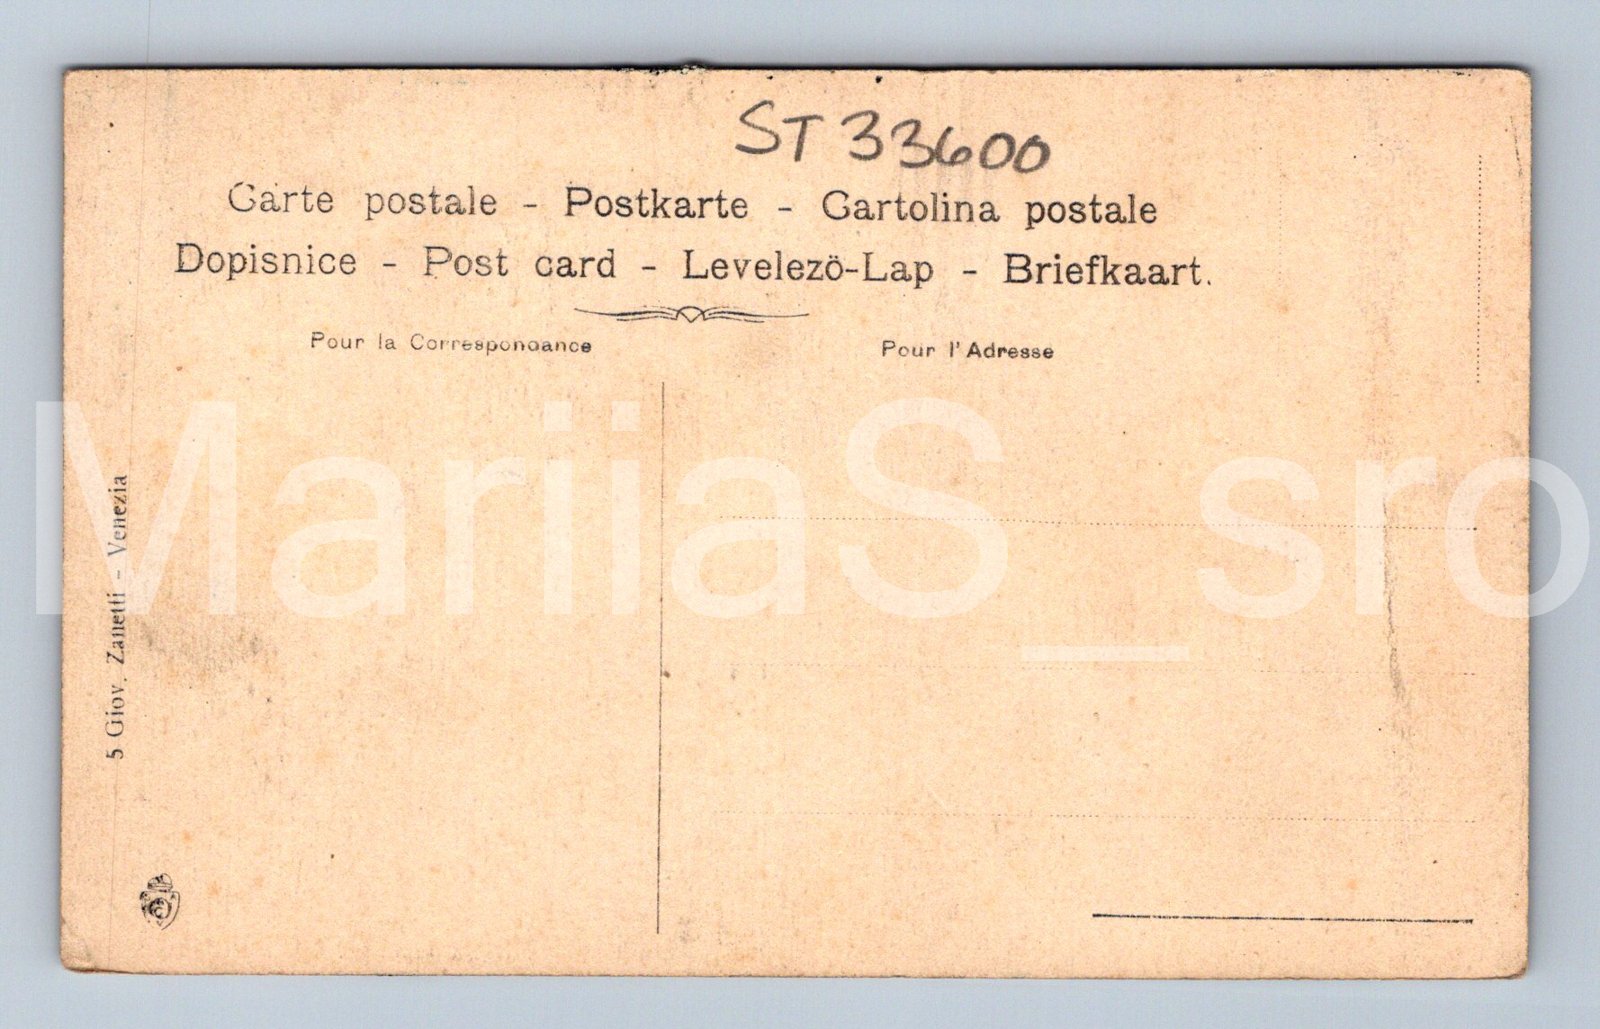 ST 33600
Carte postale - Postkarte - Cartolina postale
Dopisnice - Post card - Levelezö-Lap - Briefkaart.
Pour la Correspondance
Pour l'Adresse
MariiaS_sro
5 Giov. Zanetti - Venezia